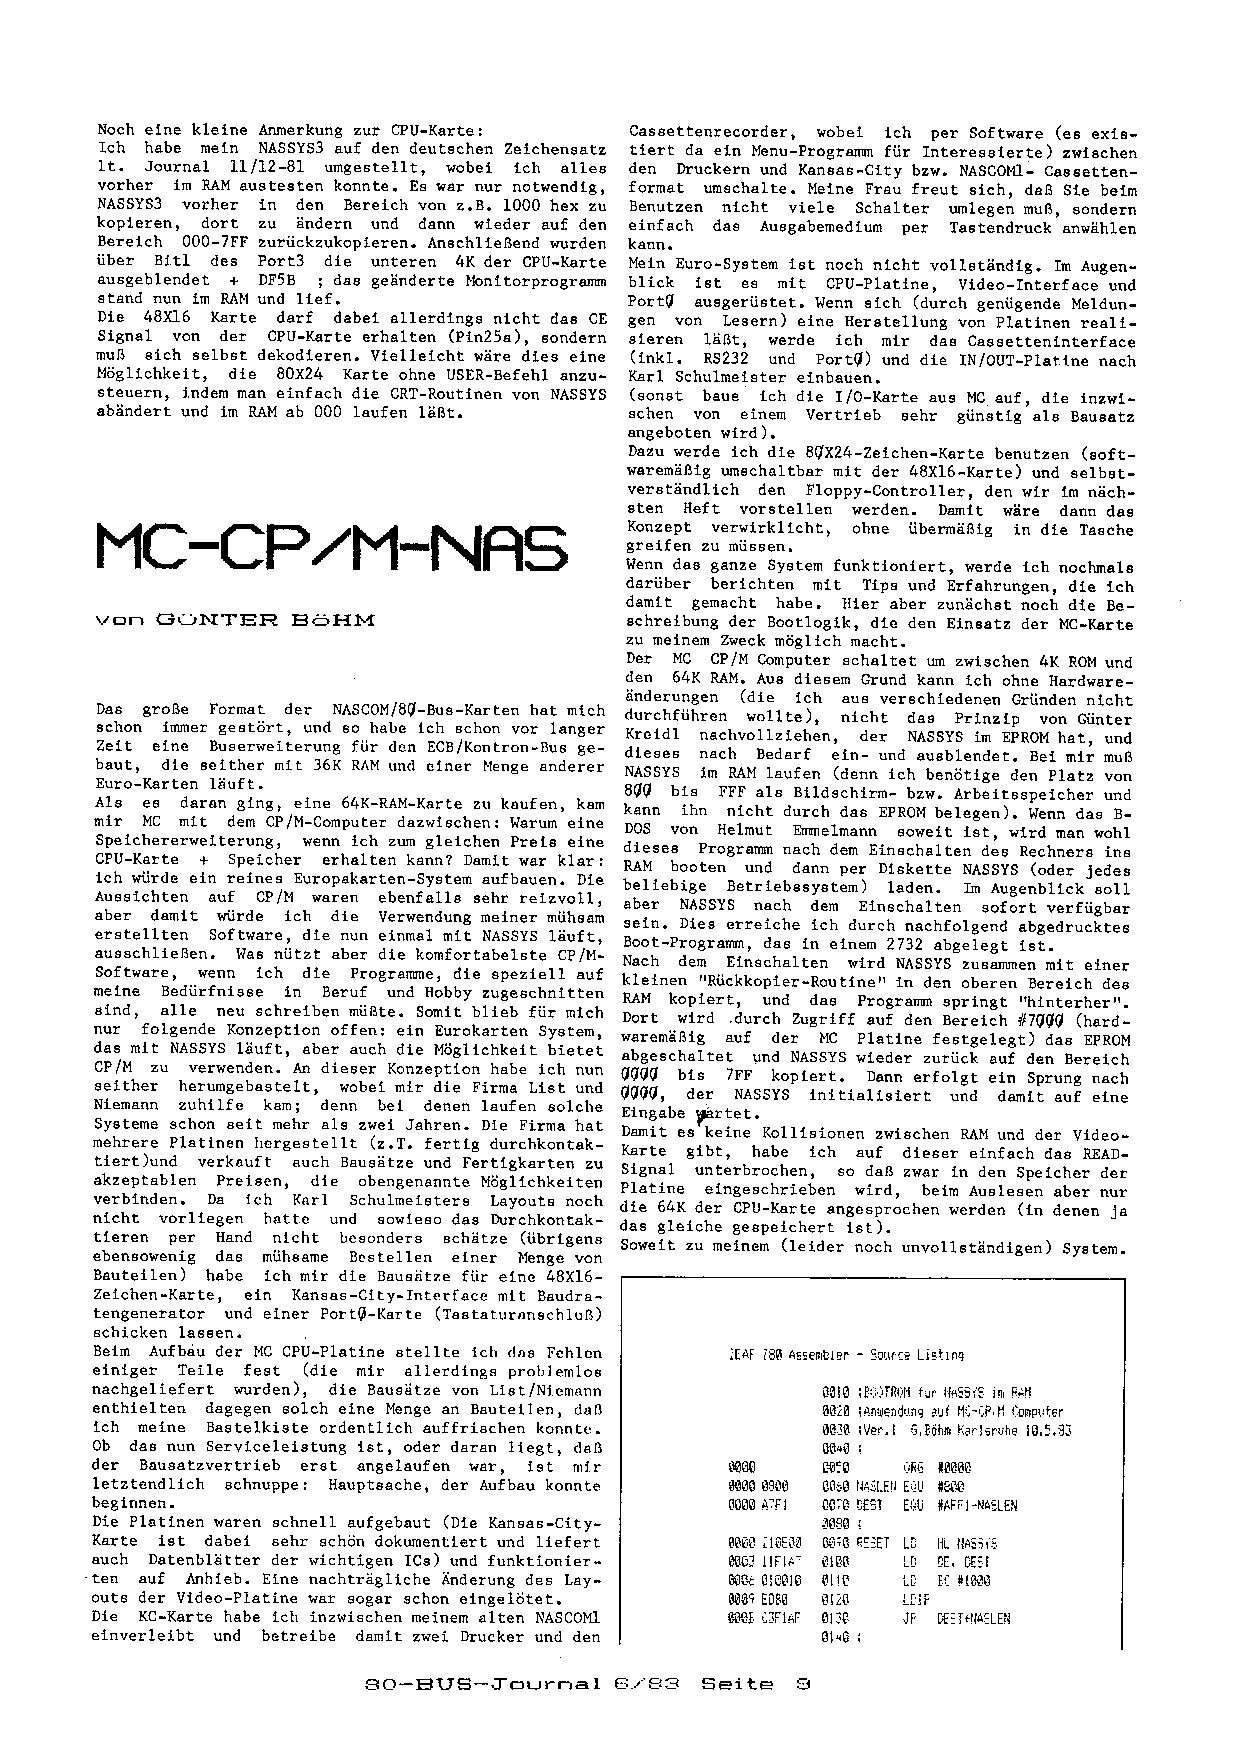 Noch eine kleine Anmerkung zur CPU-Karte:
Ich habe mein NASSYS3 auf den deutschen Zeichensatz
lt. Journal 11/12-81 umgestellt, wobei ich alles
vorher im RAM austesten konnte. Es war nur notwendig,
NASSYS3 vorher in den Bereich von z.B. 1000 hex zu
kopieren, dort zu ändern und dann wieder auf den
Bereich 000-7FF zurückzukopieren. Anschließend wurden
über Bitl des Port3 die unteren 4K der CPU-Karte
ausgeblendet + DF5B ; das geänderte Monitorprogramm
stand nun im RAM und lief.
Die 48X16 Karte darf dabei allerdings nicht das CE
Signal von der CPU-Karte erhalten (Pin25a), sondern
muß sich selbst dekodieren. Vielleicht wäre dies eine
Möglichkeit, die 80X24 Karte ohne USER-Befehl anzu-
steuern, indem man einfach die CRT-Routinen von NASSYS
abändert und im RAM ab 000 laufen läßt.
MC-CP/M-NAS
von GÜNTER BÖHM
Das große Format der NASCOM/80-Bus-Karten hat mich
schon immer gestört, und so habe ich schon vor langer
Zeit eine Buserweiterung für den ECB/Kontron-Bus ge-
baut, die seither mit 36K RAM und einer Menge anderer
Euro-Karten läuft.
Als es daran ging, eine 64K-RAM-Karte zu kaufen, kam
mir MC mit dem CP/M-Computer dazwischen: Warum eine
Speichererweiterung, wenn ich zum gleichen Preis eine
CPU-Karte + Speicher erhalten kann? Damit war klar:
ich würde ein reines Europakarten-System aufbauen. Die
Aussichten auf CP/M waren ebenfalls sehr reizvoll,
aber damit würde ich die Verwendung meiner mühsam
erstellten Software, die nun einmal mit NASSYS läuft,
ausschließen. Was nützt aber die komfortabelste CP/M-
Software, wenn ich die Programme, die speziell auf
meine Bedürfnisse in Beruf und Hobby zugeschnitten
sind, alle neu schreiben müßte. Somit blieb für mich
nur folgende Konzeption offen: ein Eurokarten System,
das mit NASSYS läuft, aber auch die Möglichkeit bietet
CP/M zu verwenden. An dieser Konzeption habe ich nun
seither herumgebastelt, wobei mir die Firma List und
Niemann zuhilfe kam; denn bei denen laufen solche
Systeme schon seit mehr als zwei Jahren. Die Firma hat
mehrere Platinen hergestellt (z.T. fertig durchkontak-
tiert)und verkauft auch Bausätze und Fertigkarten zu
akzeptablen Preisen, die obengenannte Möglichkeiten
verbinden. Da ich Karl Schulmeisters Layouts noch
nicht vorliegen hatte und sowieso das Durchkontak-
tieren per Hand nicht besonders schätze (übrigens
ebensowenig das mühsame Bestellen einer Menge von
Bauteilen) habe ich mir die Bausätze für eine 48X16-
Zeichen-Karte, ein Kansas-City-Interface mit Baudra-
tengenerator und einer Port0-Karte (Tastaturanschluß)
schicken lassen.
Beim Aufbau der MC CPU-Platine stellte ich das Fehlen
einiger Teile fest (die mir allerdings problemlos
nachgeliefert wurden), die Bausätze von List/Niemann
enthielten dagegen solch eine Menge an Bauteilen, daß
ich meine Bastelkiste ordentlich auffrischen konnte.
Ob das nun Serviceleistung ist, oder daran liegt, daß
der Bausatzvertrieb erst angelaufen war, ist mir
letztendlich schnuppe: Hauptsache, der Aufbau konnte
beginnen.
Die Platinen waren schnell aufgebaut (Die Kansas-City-
Karte ist dabei sehr schön dokumentiert und liefert
auch Datenblätter der wichtigen ICs) und funktionier-
ten auf Anhieb. Eine nachträgliche Änderung des Lay-
outs der Video-Platine war sogar schon eingelötet.
Die KC-Karte habe ich inzwischen meinem alten NASCOM1
einverleibt und betreibe damit zwei Drucker und den
Cassettenrecorder, wobei ich per Software (es exis-
tiert da ein Menu-Programm für Interessierte) zwischen
den Druckern und Kansas-City bzw. NASCOM1- Cassetten-
format umschalte. Meine Frau freut sich, daß Sie beim
Benutzen nicht viele Schalter umlegen muß, sondern
einfach das Ausgabemedium per Tastendruck anwählen
kann.
Mein Euro-System ist noch nicht vollständig. Im Augen-
blick ist es mit CPU-Platine, Video-Interface und
Port0 ausgerüstet. Wenn sich (durch genügende Meldun-
gen von Lesern) eine Herstellung von Platinen reali-
sieren läßt, werde ich mir das Casetteninterface
(inkl. RS232 und Port0) und die IN/OUT-Platine nach
Karl Schulmeister einbauen.
(sonst baue ich die I/O-Karte aus MC auf, die inzwi-
schen von einem Vertrieb sehr günstig als Bausatz
angeboten wird).
Dazu werde ich die 80X24-Zeichen-Karte benutzen (soft-
waremäßig umschaltbar mit der 48X16-Karte) und selbst-
verständlich den Floppy-Controller, den wir im näch-
sten Heft vorstellen werden. Damit wäre dann das
Konzept verwirklicht, ohne übermäßig in die Tasche
greifen zu müssen.
Wenn das ganze System funktioniert, werde ich nochmals
darüber berichten mit Tips und Erfahrungen, die ich
damit gemacht habe. Hier aber zunächst noch die Be-
schreibung der Bootlogik, die den Einsatz der MC-Karte
zu meinem Zweck möglich macht.
Der MC CP/M Computer schaltet um zwischen 4K ROM und
den 64K RAM. Aus diesem Grund kann ich ohne Hardware-
änderungen (die ich aus verschiedenen Gründen nicht
durchführen wollte), nicht das Prinzip von Günter
Kreidl nachvollziehen, der NASSYS im EPROM hat, und
dieses nach Bedarf ein- und ausblendet. Bei mir muß
NASSYS im RAM laufen (denn ich benötige den Platz von
800 bis FFF als Bildschirm- bzw. Arbeitsspeicher und
kann ihn nicht durch das EPROM belegen). Wenn das B-
DOS von Helmut Emmelmann soweit ist, wird man wohl
dieses Programm nach dem Einschalten des Rechners ins
RAM booten und dann per Diskette NASSYS (oder jedes
beliebige Betriebssystem) laden. Im Augenblick soll
aber NASSYS nach dem Einschalten sofort verfügbar
sein. Dies erreiche ich durch nachfolgend abgedrucktes
Boot-Programm, das in einem 2732 abgelegt ist.
Nach dem Einschalten wird NASSYS zusammen mit einer
kleinen "Rückkopier-Routine" in den oberen Bereich des
RAM kopiert, und das Programm springt "hinterher".
Dort wird durch Zugriff auf den Bereich #7000 (hard-
waremäßig auf der MC Platine festgelegt) das EPROM
abgeschaltet und NASSYS wieder zurück auf den Bereich
0000 bis 7FF kopiert. Dann erfolgt ein Sprung nach
0000, der NASSYS initialisiert und damit auf eine
Eingabe wartet.
Damit es keine Kollisionen zwischen RAM und der Video-
Karte gibt, habe ich auf dieser einfach das READ-
Signal unterbrochen, so daß zwar in den Speicher der
Platine eingeschrieben wird, beim Auslesen aber nur
die 64K der CPU-Karte angesprochen werden (in denen ja
das gleiche gespeichert ist).
Soweit zu meinem (leider noch unvollständigen) System.
ZEAP Z80 Assembler - Source Listing
0010 ;BOOTROM fur NASSYS im RAM
0020 ;Anwendung auf MC-CP/M Computer
0030 ;Ver.1 G.Böhm Karlsruhe 10.5.83
0040 ;
0000 0050 ORG #0000
0000 0800 0060 NASLEN EQU #800
0000 A7F1 0070 DEST EQU #AFF1-NASLEN
0080 ;
0000 210E00 0090 RESET LD HL NASSYS
0003 11F1A7 0100 LD DE, DEST
0006 010010 0110 LD BC #1000
0009 EDB0 0120 LDIR
000B C3F1AF 0130 JP DEST+NASLEN
0140 ;
80-BUS-Journal 6/83 Seite 9